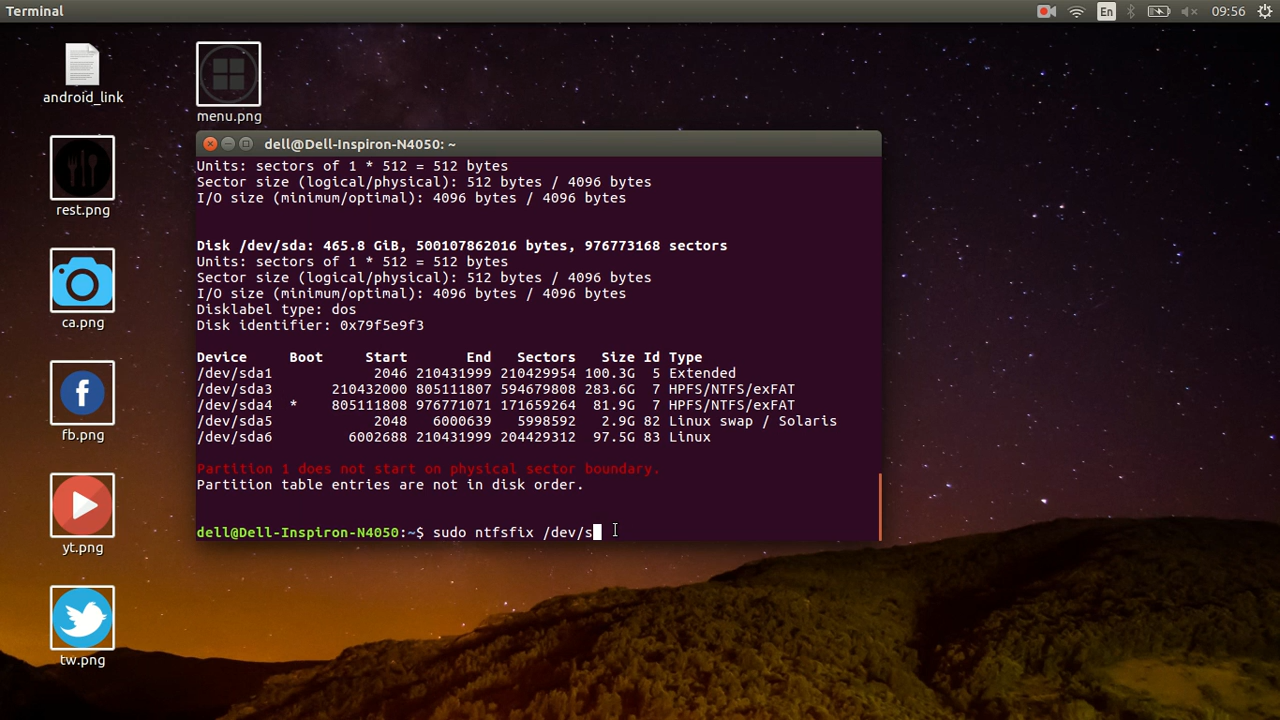 Terminal
En
09:56
android_link
menu.png
rest.png
ca.png
fb.png
yt.png
tw.png
dell@Dell-Inspiron-N4050: ~
Units: sectors of 1 * 512 = 512 bytes
Sector size (logical/physical): 512 bytes / 4096 bytes
I/O size (minimum/optimal): 4096 bytes / 4096 bytes
Disk /dev/sda: 465.8 GiB, 500107862016 bytes, 976773168 sectors
Units: sectors of 1 * 512 = 512 bytes
Sector size (logical/physical): 512 bytes / 4096 bytes
I/O size (minimum/optimal): 4096 bytes / 4096 bytes
Disklabel type: dos
Disk identifier: 0x79f5e9f3
Device Boot Start End Sectors Size Id Type
/dev/sda1 2046 210431999 210429954 100.3G 5 Extended
/dev/sda3 210432000 805111807 594679808 283.6G 7 HPFS/NTFS/exFAT
/dev/sda4 * 805111808 976771071 171659264 81.9G 7 HPFS/NTFS/exFAT
/dev/sda5 2048 6000639 5998592 2.9G 82 Linux swap / Solaris
/dev/sda6 6002688 210431999 204429312 97.5G 83 Linux
Partition 1 does not start on physical sector boundary.
Partition table entries are not in disk order.
dell@Dell-Inspiron-N4050:~$ sudo ntfsfix /dev/s